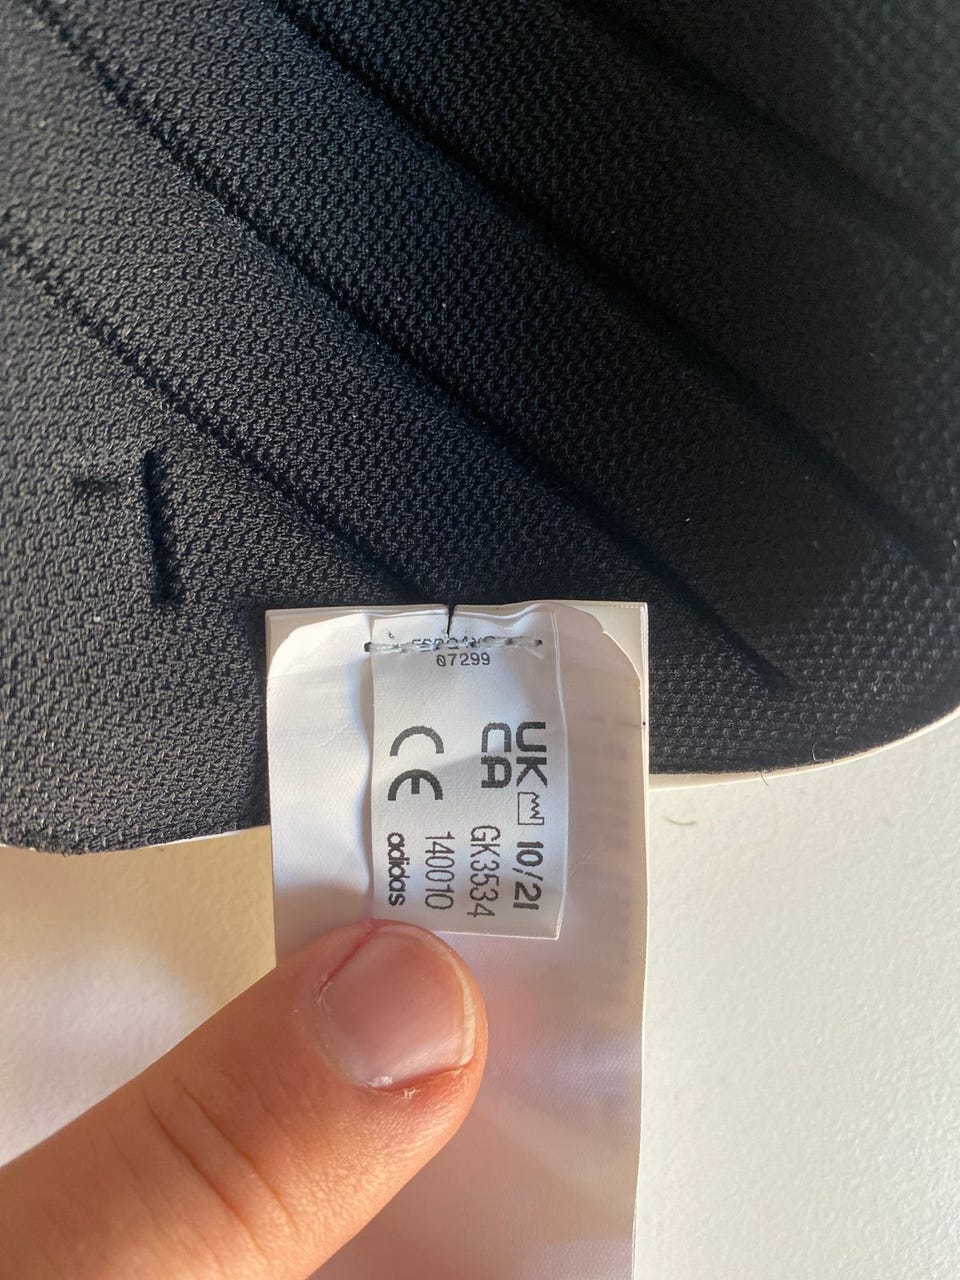 07299
UK
CA
10/21
GK3534
CE
140010
adidas